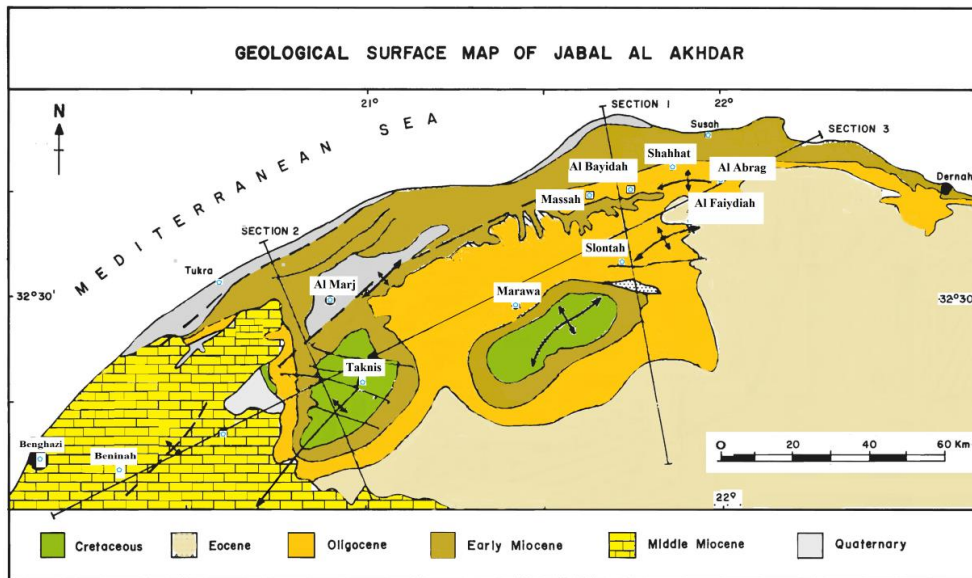 GEOLOGICAL SURFACE MAP OF JABAL AL AKHDAR
21°
22°
N
MEDITERRANEAN SEA
SECTION 1
Susah
SECTION 3
Shahhat
Al Bayidah
Al Abrag
Dernah
Massah
Al Faiydiah
SECTION 2
Slontah
Tukra
Al Marj
32°30'
Marawa
32°30
Taknis
Benghazi
Beninah
0 20 40 60 Km
22°
Cretaceous
Eocene
Oligocene
Early Miocene
Middle Miocene
Quaternary